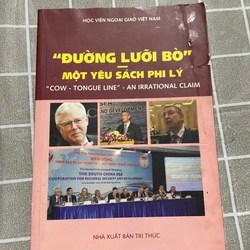 HỌC VIỆN NGOẠI GIAO VIỆT NAM
“ĐƯỜNG LƯỠI BÒ”
MỘT YÊU SÁCH PHI LÝ
"COW - TONGUE LINE" - AN IRRATIONAL CLAIM
THE SOUTH CHINA SEA
COOPERATION FOR REGIONAL SECURITY AND DEVELOPMENT
NHÀ XUẤT BẢN TRI THỨC